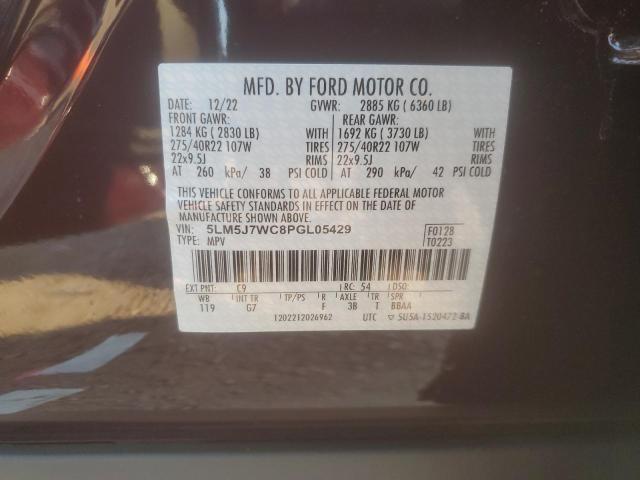 MFD. BY FORD MOTOR CO.
DATE: 12/22 GVWR: 2885 KG ( 6360 LB)
FRONT GAWR: REAR GAWR:
1284 KG ( 2830 LB) WITH 1692 KG ( 3730 LB) WITH
275/40R22 107W TIRES 275/40R22 107W TIRES
22x9.5J RIMS 22x9.5J RIMS
AT 260 kPa/ 38 PSI COLD AT 290 kPa/ 42 PSI COLD
THIS VEHICLE CONFORMS TO ALL APPLICABLE FEDERAL MOTOR
VEHICLE SAFETY STANDARDS IN EFFECT ON THE DATE OF
MANUFACTURE SHOWN ABOVE.
VIN: 5LM5J7WC8PGL05429 F0128
TYPE: MPV T0223
EXT PNT: C9 RC: 54 DSO:
WB INT TR TP/PS R AXLE TR SPR
119 G7 F 3B T BBAA
1202212026962 UTC 5U5A-1520472-BA